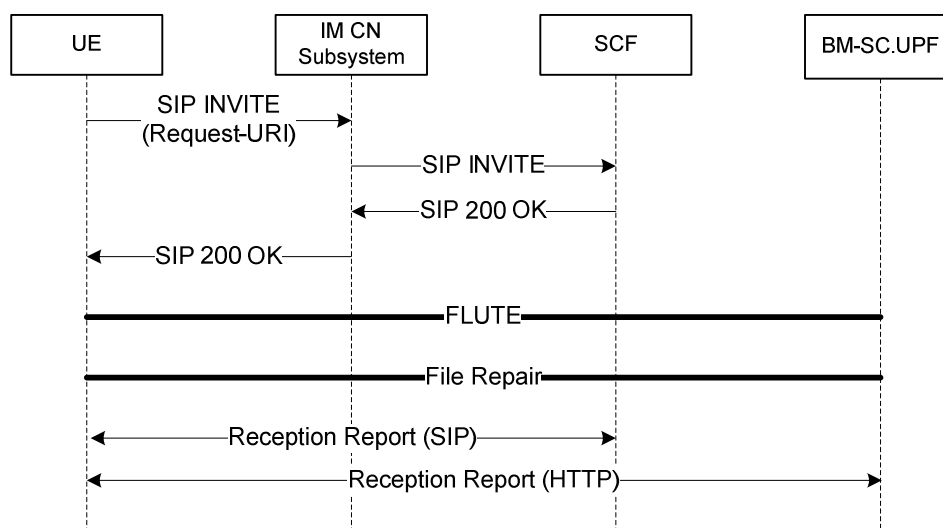 UE
IM CN
Subsystem
SCF
BM-SC.UPF
SIP INVITE
(Request-URI)
SIP INVITE
SIP 200 OK
SIP 200 OK
FLUTE
File Repair
Reception Report (SIP)
Reception Report (HTTP)